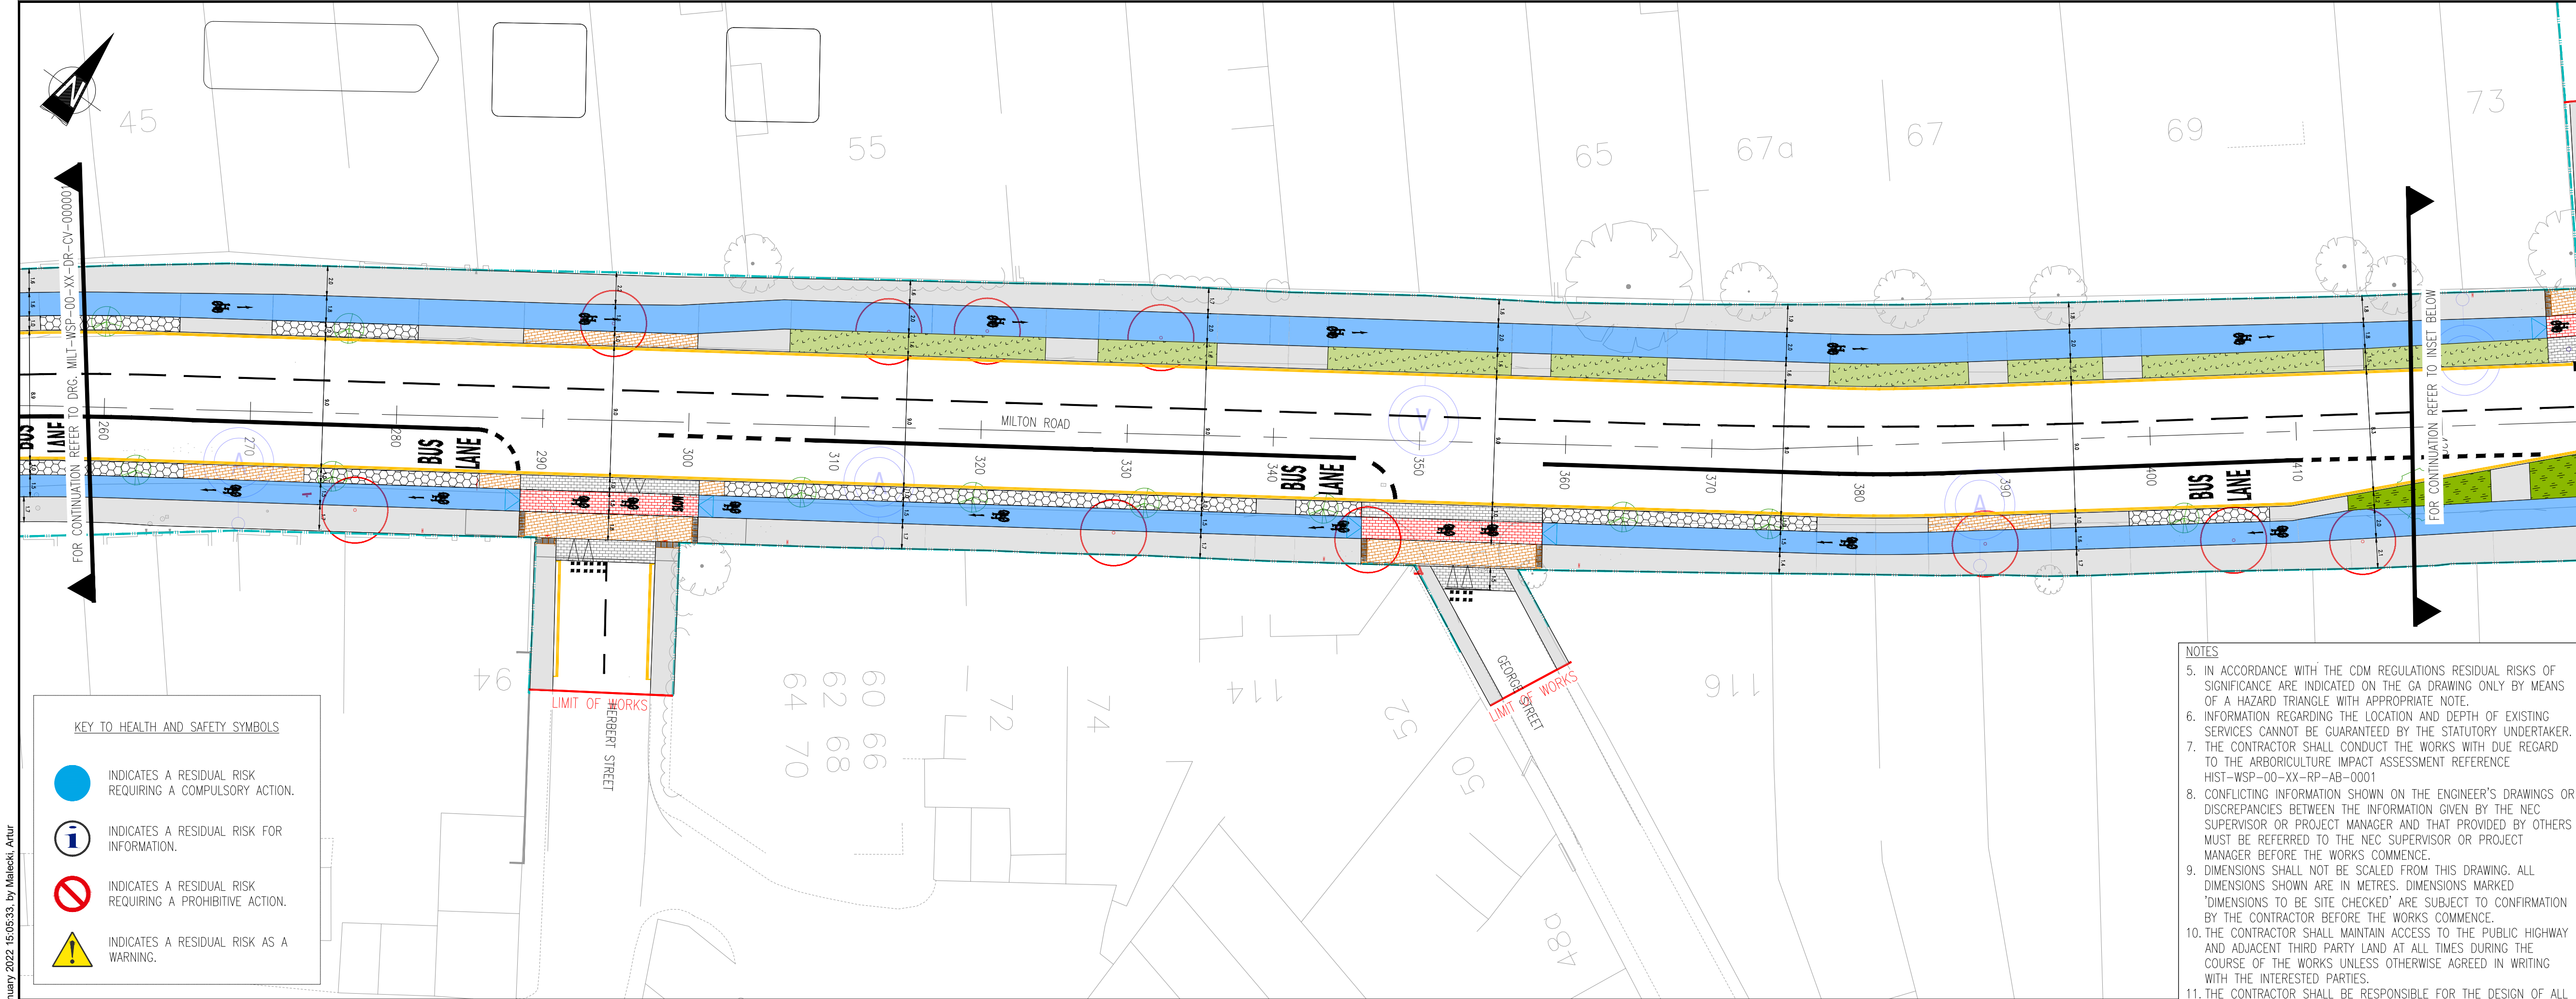 45
55
65
67a
67
69
73
FOR CONTINUATION REFER TO DRG. MILT-WSP-00-XX-DR-CV-000001
FOR CONTINUATION REFER TO INSET BELOW
N
MILTON ROAD
BUS
LANE
BUS
LANE
BUS
LANE
BUS
LANE
SLOW
260
270
280
290
300
310
320
330
340
350
360
370
380
390
400
410
94
LIMIT OF WORKS
HERBERT STREET
60 66
62 68
64 70
72
74
114
52
50
48a
GEORGE STREET
LIMIT OF WORKS
116
KEY TO HEALTH AND SAFETY SYMBOLS
INDICATES A RESIDUAL RISK
REQUIRING A COMPULSORY ACTION.
i
INDICATES A RESIDUAL RISK FOR
INFORMATION.
INDICATES A RESIDUAL RISK
REQUIRING A PROHIBITIVE ACTION.
!
INDICATES A RESIDUAL RISK AS A
WARNING.
nuary 2022 15:05:33, by Malecki, Artur
NOTES
5. IN ACCORDANCE WITH THE CDM REGULATIONS RESIDUAL RISKS OF
SIGNIFICANCE ARE INDICATED ON THE GA DRAWING ONLY BY MEANS
OF A HAZARD TRIANGLE WITH APPROPRIATE NOTE.
6. INFORMATION REGARDING THE LOCATION AND DEPTH OF EXISTING
SERVICES CANNOT BE GUARANTEED BY THE STATUTORY UNDERTAKER.
7. THE CONTRACTOR SHALL CONDUCT THE WORKS WITH DUE REGARD
TO THE ARBORICULTURE IMPACT ASSESSMENT REFERENCE
HIST-WSP-00-XX-RP-AB-0001
8. CONFLICTING INFORMATION SHOWN ON THE ENGINEER'S DRAWINGS OR
DISCREPANCIES BETWEEN THE INFORMATION GIVEN BY THE NEC
SUPERVISOR OR PROJECT MANAGER AND THAT PROVIDED BY OTHERS
MUST BE REFERRED TO THE NEC SUPERVISOR OR PROJECT
MANAGER BEFORE THE WORKS COMMENCE.
9. DIMENSIONS SHALL NOT BE SCALED FROM THIS DRAWING. ALL
DIMENSIONS SHOWN ARE IN METRES. DIMENSIONS MARKED
'DIMENSIONS TO BE SITE CHECKED' ARE SUBJECT TO CONFIRMATION
BY THE CONTRACTOR BEFORE THE WORKS COMMENCE.
10. THE CONTRACTOR SHALL MAINTAIN ACCESS TO THE PUBLIC HIGHWAY
AND ADJACENT THIRD PARTY LAND AT ALL TIMES DURING THE
COURSE OF THE WORKS UNLESS OTHERWISE AGREED IN WRITING
WITH THE INTERESTED PARTIES.
11. THE CONTRACTOR SHALL BE RESPONSIBLE FOR THE DESIGN OF ALL